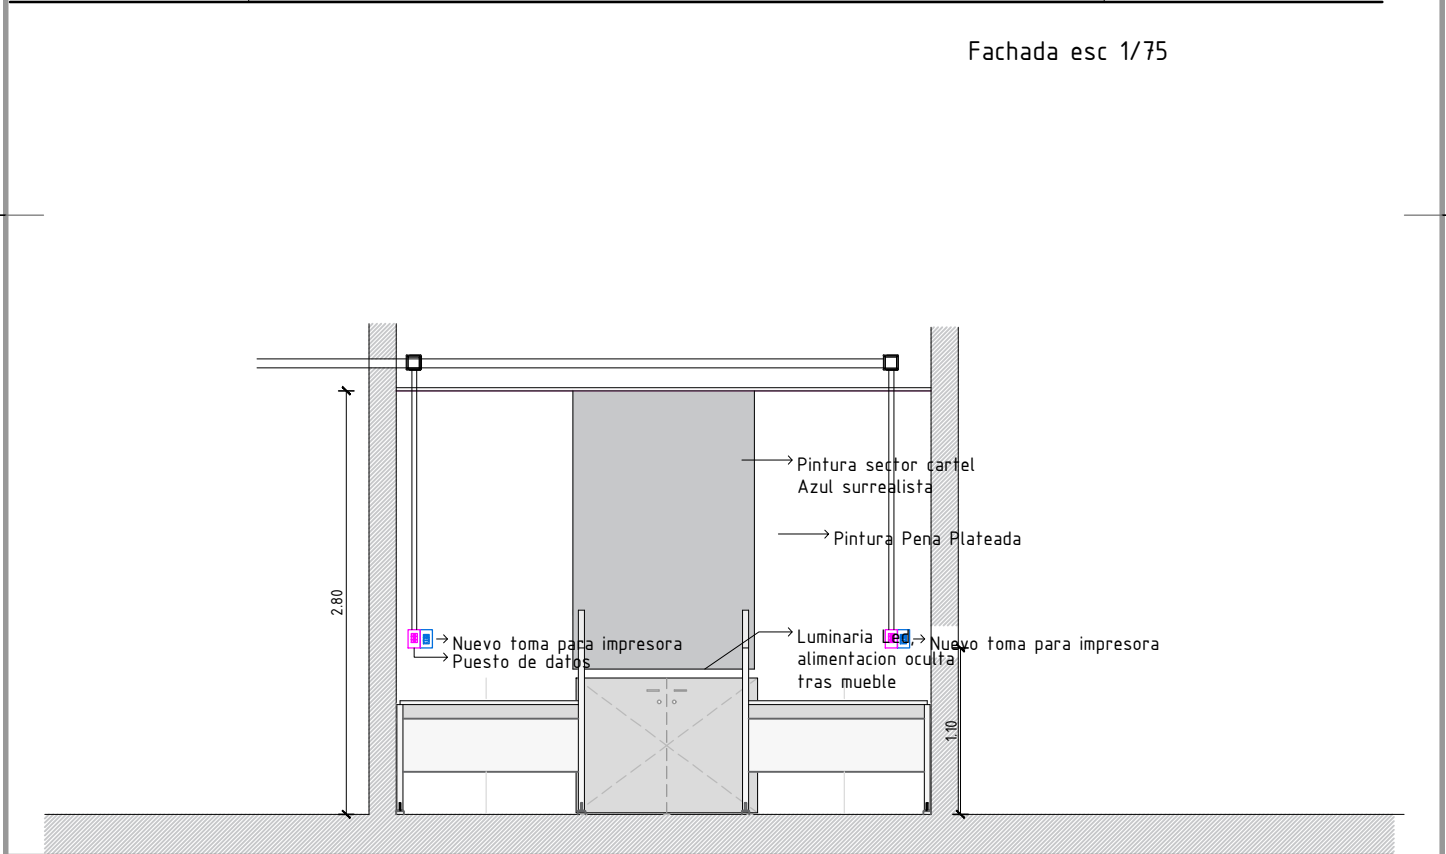 Fachada esc 1/75
Pintura sector cartel
Azul surrealista
Pintura Pena Plateada
2.80
Nuevo toma para impresora
Puesto de datos
Luminaria Led,
alimentacion oculta
tras mueble
Nuevo toma para impresora
1.10